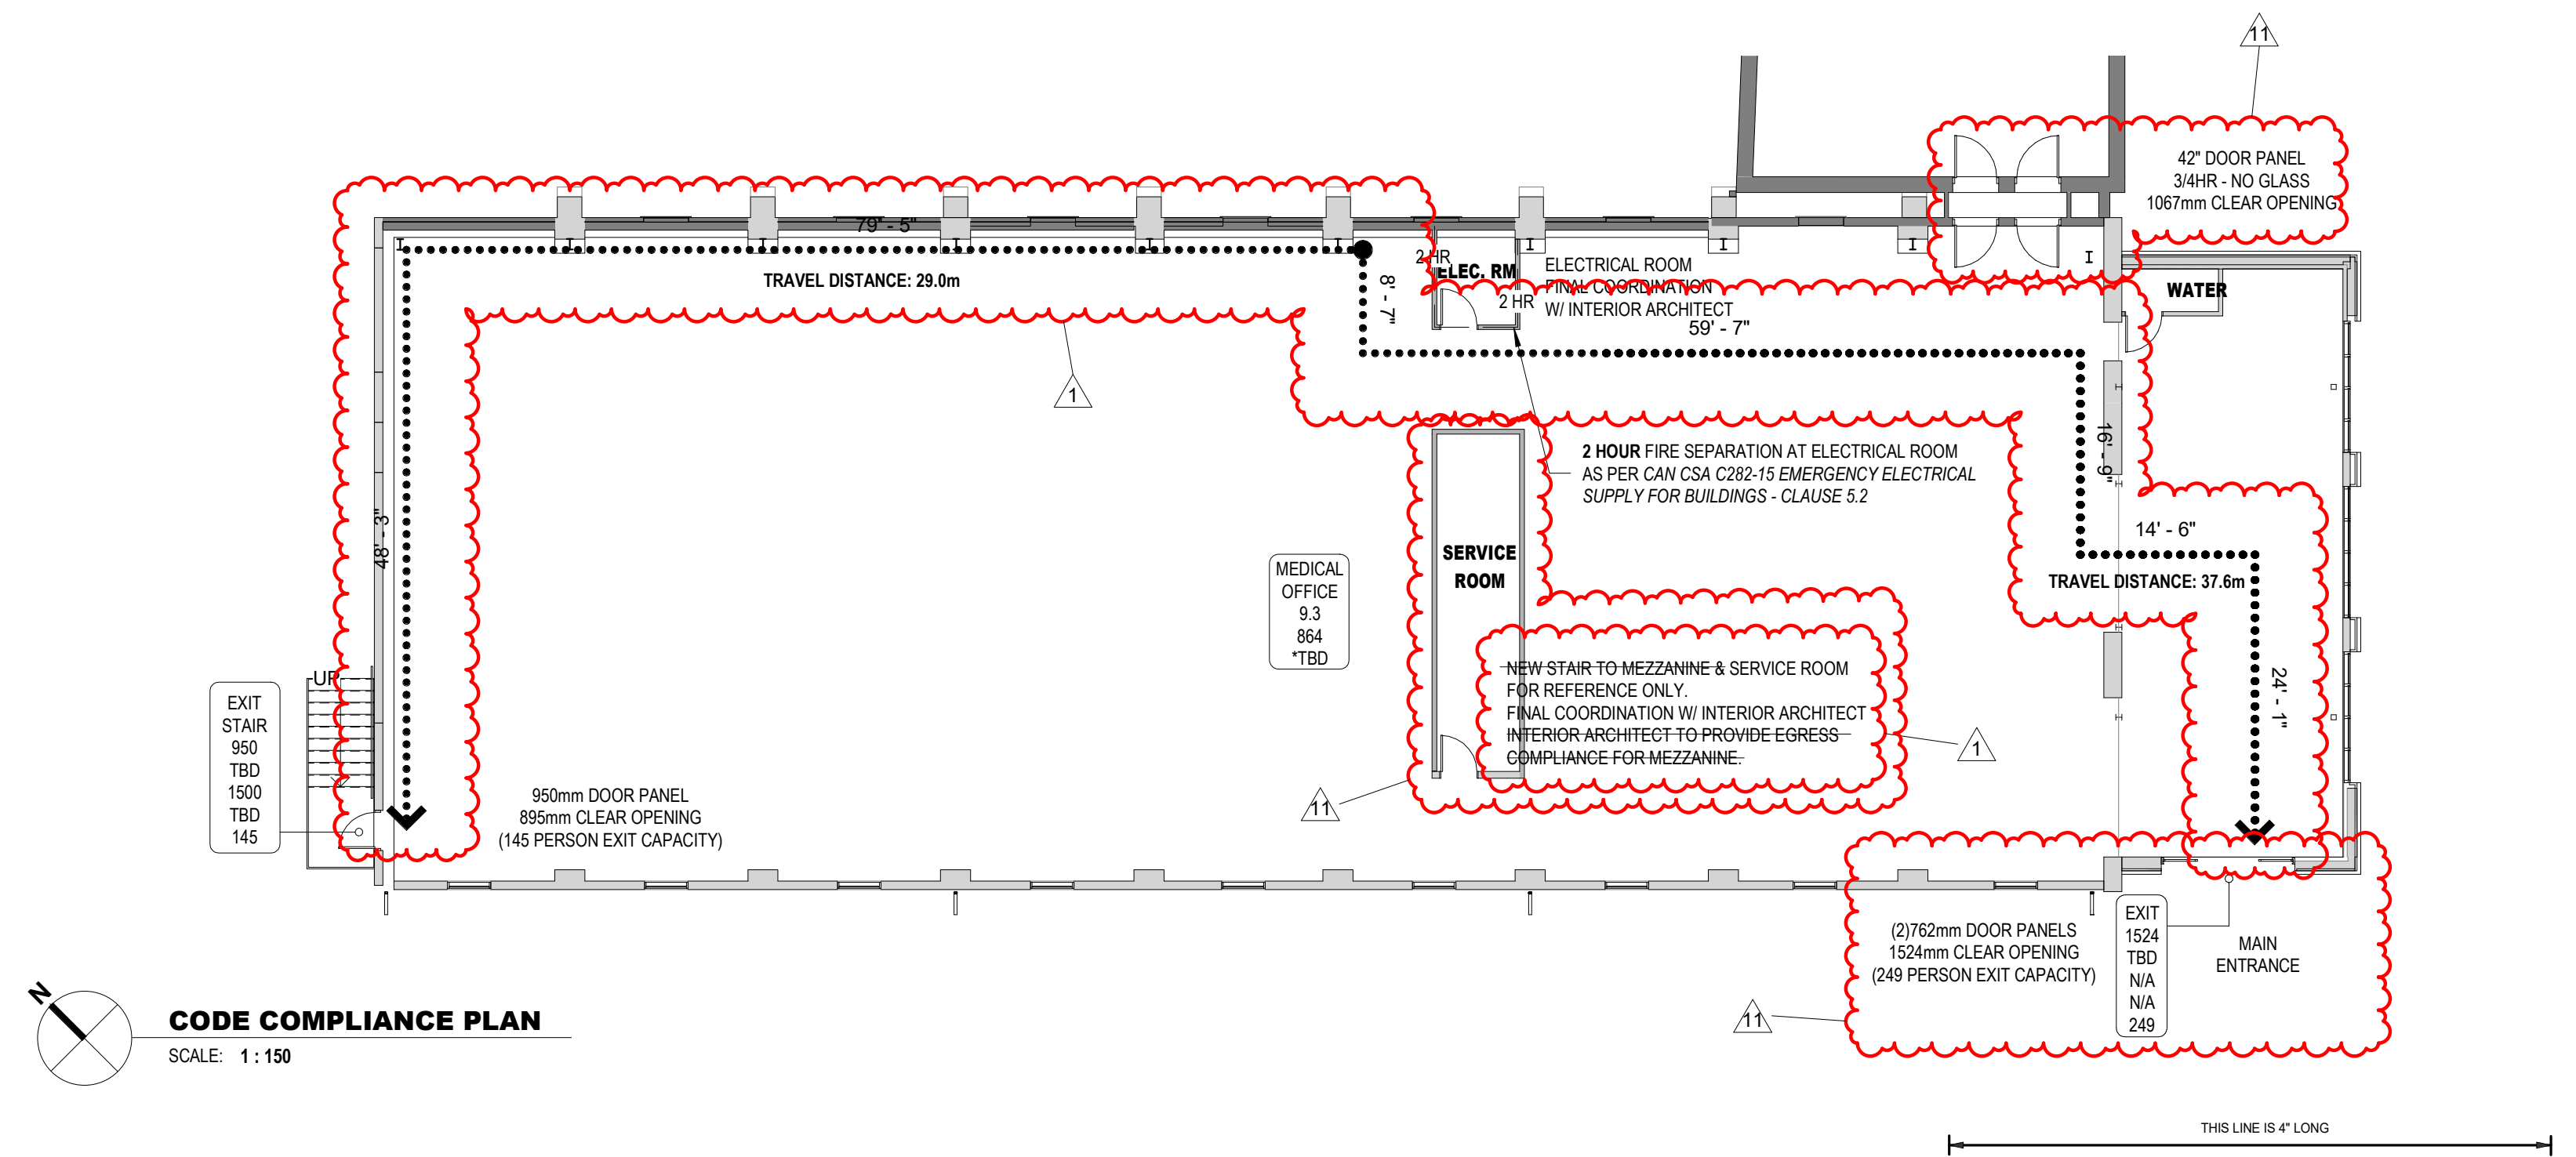 11
42" DOOR PANEL
3/4HR - NO GLASS
1067mm CLEAR OPENING
79' - 5"
TRAVEL DISTANCE: 29.0m
8' - 7"
2 HR
ELEC. RM
2 HR
ELECTRICAL ROOM
FINAL COORDINATION
W/ INTERIOR ARCHITECT
59' - 7"
WATER
1
16' - 9"
2 HOUR FIRE SEPARATION AT ELECTRICAL ROOM
AS PER CAN CSA C282-15 EMERGENCY ELECTRICAL
SUPPLY FOR BUILDINGS - CLAUSE 5.2
48' - 3"
14' - 6"
TRAVEL DISTANCE: 37.6m
24' - 1"
SERVICE
ROOM
MEDICAL
OFFICE
9.3
864
*TBD
NEW STAIR TO MEZZANINE & SERVICE ROOM
FOR REFERENCE ONLY.
FINAL COORDINATION W/ INTERIOR ARCHITECT
INTERIOR ARCHITECT TO PROVIDE EGRESS
COMPLIANCE FOR MEZZANINE.
1
11
UP
EXIT
STAIR
950
TBD
1500
TBD
145
950mm DOOR PANEL
895mm CLEAR OPENING
(145 PERSON EXIT CAPACITY)
(2)762mm DOOR PANELS
1524mm CLEAR OPENING
(249 PERSON EXIT CAPACITY)
11
EXIT
1524
TBD
N/A
N/A
249
MAIN
ENTRANCE
N
CODE COMPLIANCE PLAN
SCALE: 1 : 150
THIS LINE IS 4" LONG